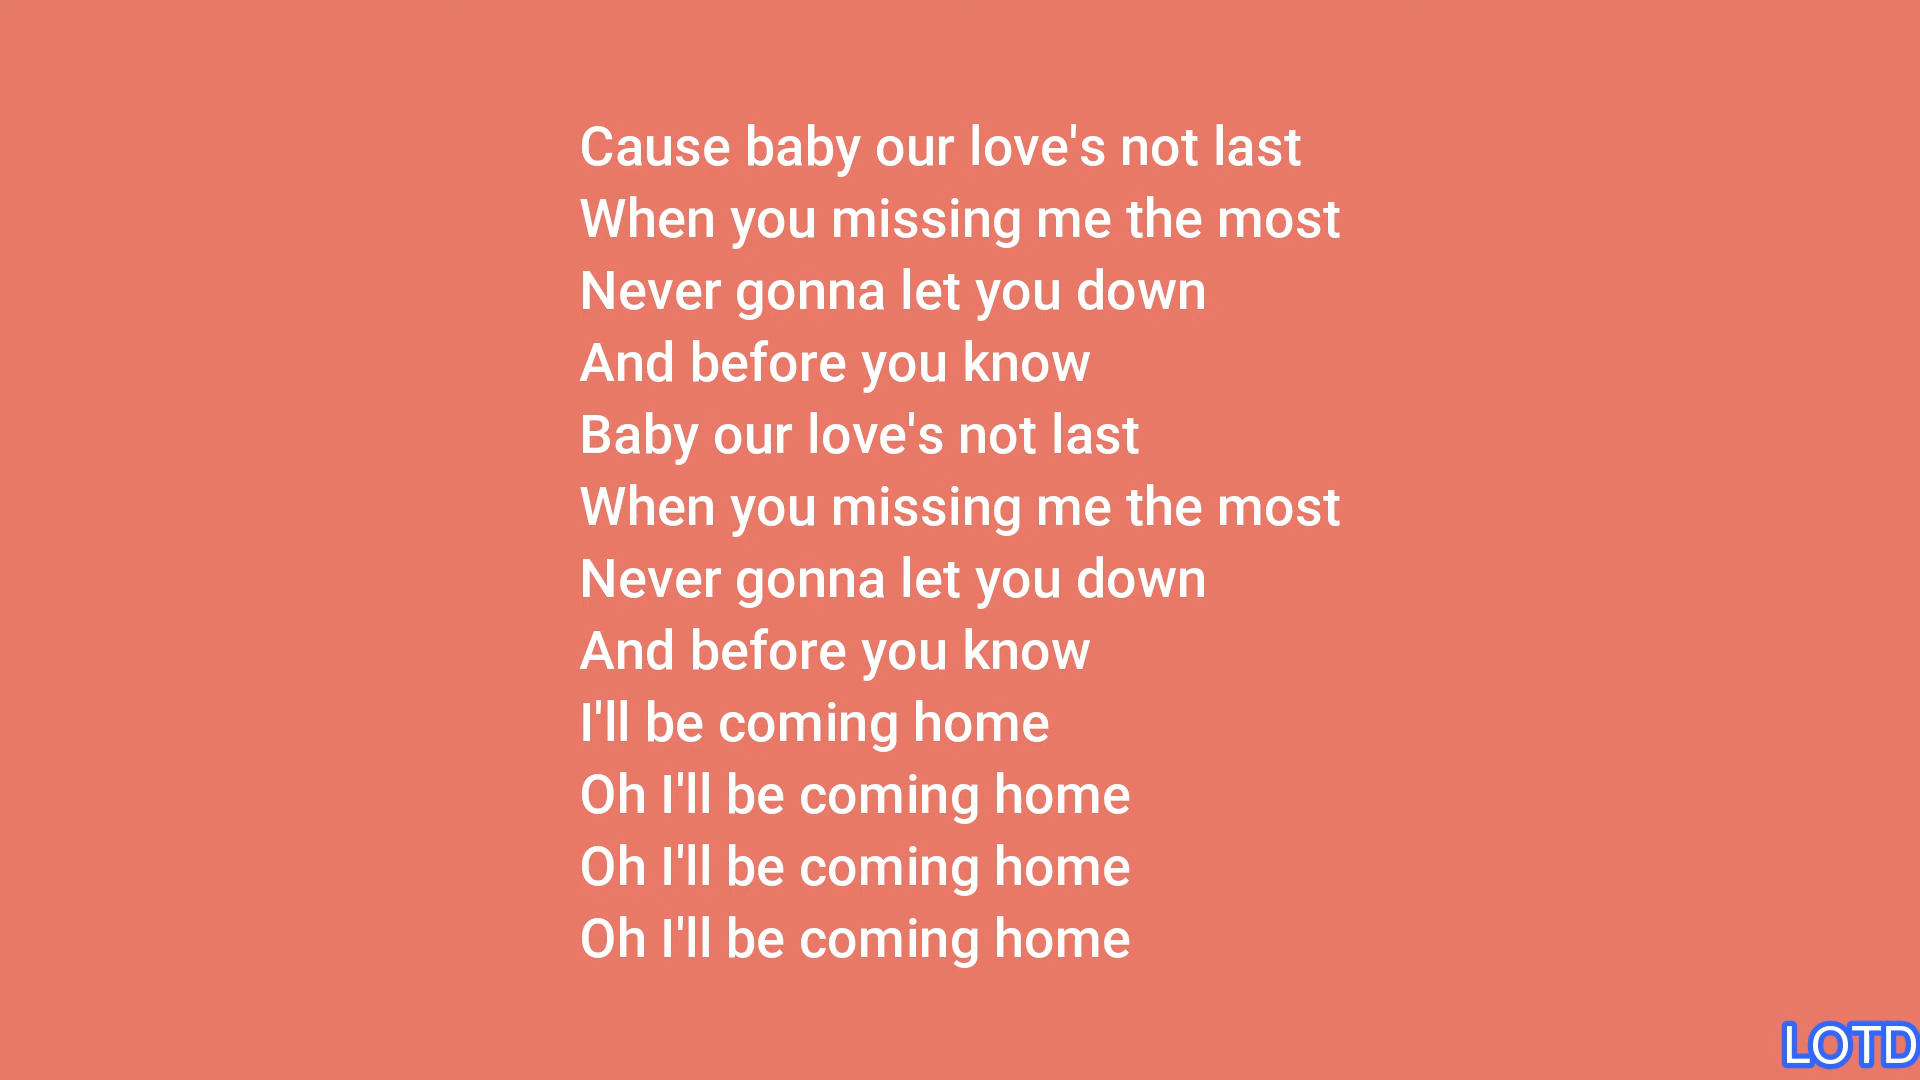 Cause baby our love's not last
When you missing me the most
Never gonna let you down
And before you know
Baby our love's not last
When you missing me the most
Never gonna let you down
And before you know
I'll be coming home
Oh I'll be coming home
Oh I'll be coming home
Oh I'll be coming home
LOTD